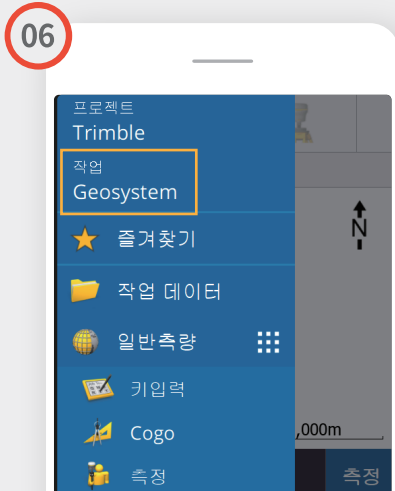 06
프로젝트
Trimble
작업
Geosystem
즐겨찾기
N
작업 데이터
일반측량
키입력
Cogo
,000m
측정
측정